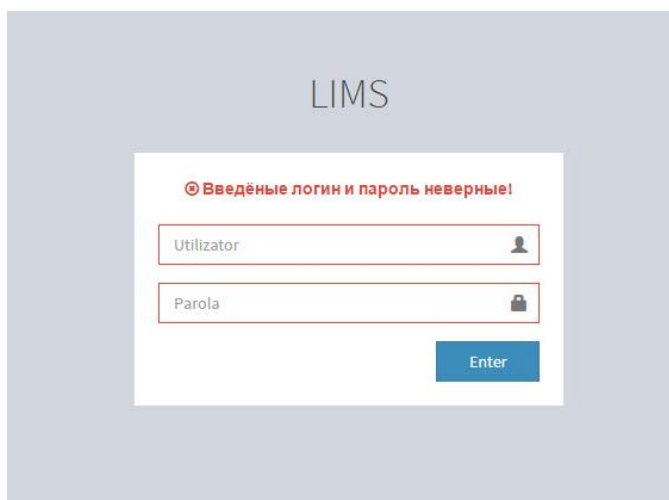 LIMS
Введёные логин и пароль неверные!
Utilizator
Parola
Enter